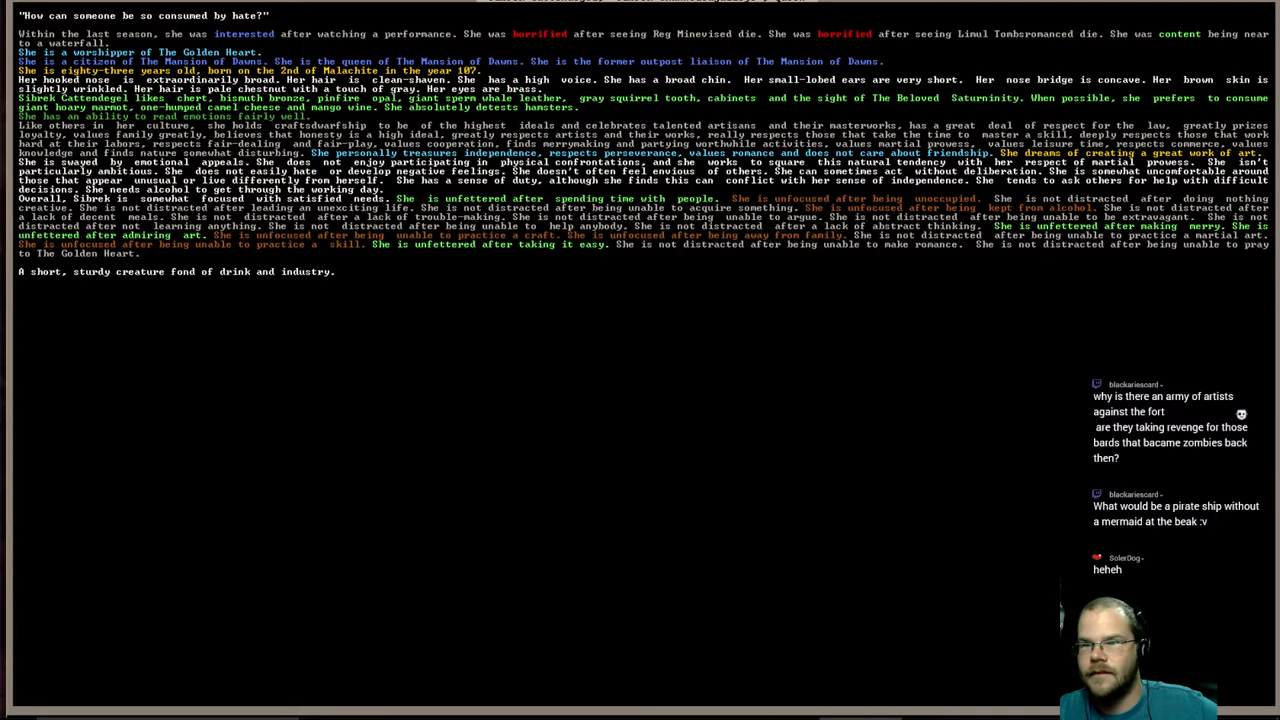 "How can someone be so consumed by hate?"
Within the last season, she was interested after watching a performance. She was horrified after seeing Reg Minevised die. She was horrified after seeing Limul Tombsromanced die. She was content being near
to a waterfall.
She is a worshipper of The Golden Heart.
She is a citizen of The Mansion of Dawns. She is the queen of The Mansion of Dawns. She is the former outpost liaison of The Mansion of Dawns.
She is eighty-three years old, born on the 2nd of Malachite in the year 107.
Her hooked nose is extraordinarily broad. Her hair is clean-shaven. She has a high voice. She has a broad chin. Her small-lobed ears are very short. Her nose bridge is concave. Her brown skin is
slightly wrinkled. Her hair is pale chestnut with a touch of gray. Her eyes are brass.
Sibrek Cattendegel likes chert, bismuth bronze, pinfire opal, giant sperm whale leather, gray squirrel tooth, cabinets and the sight of The Beloved Saturninity. When possible, she prefers to consume
giant hoary marmot, one-humped camel cheese and mango wine. She absolutely detests hamsters.
She has an ability to read emotions fairly well.
Like others in her culture, she holds craftsdwarfship to be of the highest ideals and celebrates talented artisans and their masterworks, has a great deal of respect for the law, greatly prizes
loyalty, values family greatly, believes that honesty is a high ideal, greatly respects artists and their works, really respects those that take the time to master a skill, deeply respects those that work
hard at their labors, respects fair-dealing and fair-play, values cooperation, finds merrymaking and partying worthwhile activities, values martial prowess, values leisure time, respects commerce, values
knowledge and finds nature somewhat disturbing. She personally treasures independence, respects perseverance, values romance and does not care about friendship. She dreams of creating a great work of art.
She is swayed by emotional appeals. She does not enjoy participating in physical confrontations, and she works to square this natural tendency with her respect of martial prowess. She isn't
particularly ambitious. She does not easily hate or develop negative feelings. She doesn't often feel envious of others. She can sometimes act without deliberation. She is somewhat uncomfortable around
those that appear unusual or live differently from herself. She has a sense of duty, although she finds this can conflict with her sense of independence. She tends to ask others for help with difficult
decisions. She needs alcohol to get through the working day.
Overall, Sibrek is somewhat focused with satisfied needs. She is unfettered after spending time with people. She is unfocused after being unoccupied. She is not distracted after doing nothing
creative. She is not distracted after leading an unexciting life. She is not distracted after being unable to acquire something. She is unfocused after being kept from alcohol. She is not distracted after
a lack of decent meals. She is not distracted after a lack of trouble-making. She is not distracted after being unable to argue. She is not distracted after being unable to be extravagant. She is not
distracted after not learning anything. She is not distracted after being unable to help anybody. She is not distracted after a lack of abstract thinking. She is unfettered after making merry. She is
unfettered after admiring art. She is unfocused after being unable to practice a craft. She is unfocused after being away from family. She is not distracted after being unable to practice a martial art.
She is unfocused after being unable to practice a skill. She is unfettered after taking it easy. She is not distracted after being unable to make romance. She is not distracted after being unable to pray
to The Golden Heart.
A short, sturdy creature fond of drink and industry.
blackariescard
why is there an army of artists
against the fort
are they taking revenge for those
bards that bacame zombies back
then?
blackariescard
What would be a pirate ship without
a mermaid at the beak :v
SolerDog
heheh